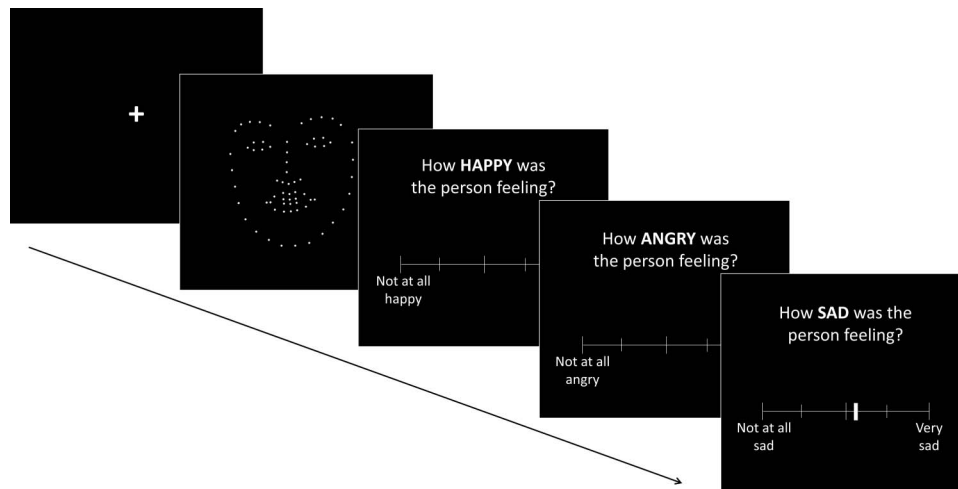 How HAPPY was
the person feeling?
Not at all
happy
How ANGRY was
the person feeling?
Not at all
angry
How SAD was the
person feeling?
Not at all
sad
Very
sad